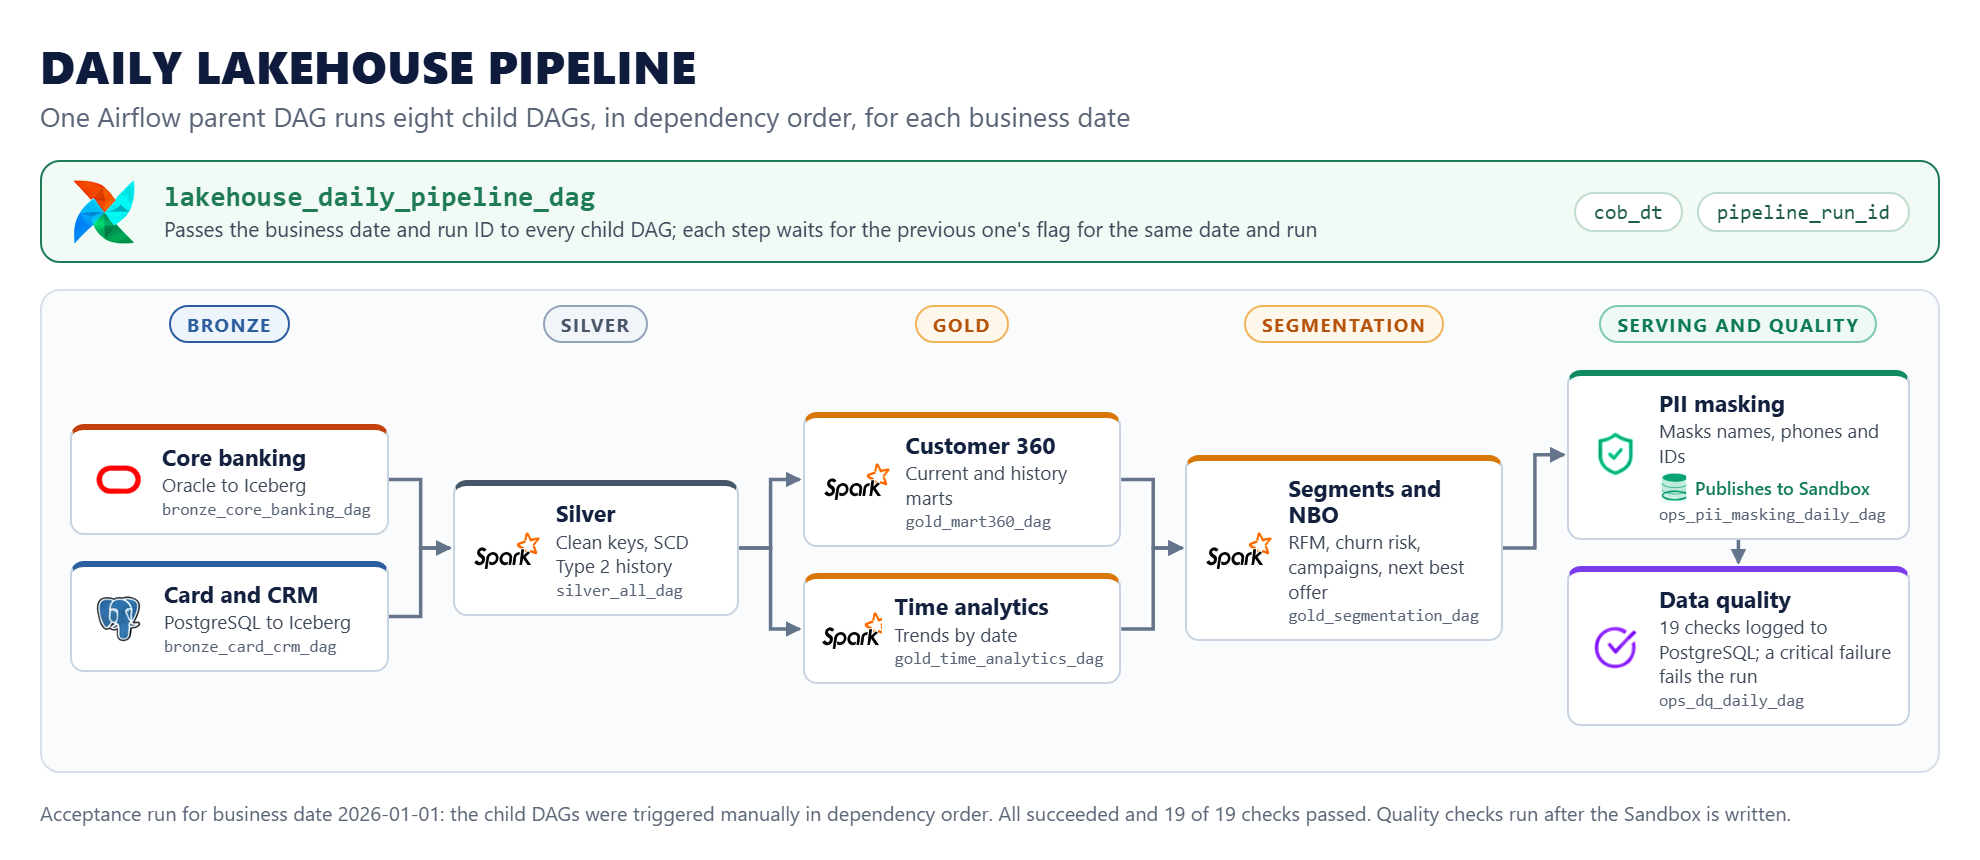 DAILY LAKEHOUSE PIPELINE
One Airflow parent DAG runs eight child DAGs, in dependency order, for each business date
lakehouse_daily_pipeline_dag
Passes the business date and run ID to every child DAG; each step waits for the previous one's flag for the same date and run
cob_dt
pipeline_run_id
BRONZE
SILVER
GOLD
SEGMENTATION
SERVING AND QUALITY
Core banking
Oracle to Iceberg
bronze_core_banking_dag
Card and CRM
PostgreSQL to Iceberg
bronze_card_crm_dag
Spark
Silver
Clean keys, SCD
Type 2 history
silver_all_dag
Spark
Customer 360
Current and history
marts
gold_mart360_dag
Spark
Time analytics
Trends by date
gold_time_analytics_dag
Spark
Segments and
NBO
RFM, churn risk,
campaigns, next best
offer
gold_segmentation_dag
PII masking
Masks names, phones and
IDs
Publishes to Sandbox
ops_pii_masking_daily_dag
Data quality
19 checks logged to
PostgreSQL; a critical failure
fails the run
ops_dq_daily_dag
Acceptance run for business date 2026-01-01: the child DAGs were triggered manually in dependency order. All succeeded and 19 of 19 checks passed. Quality checks run after the Sandbox is written.